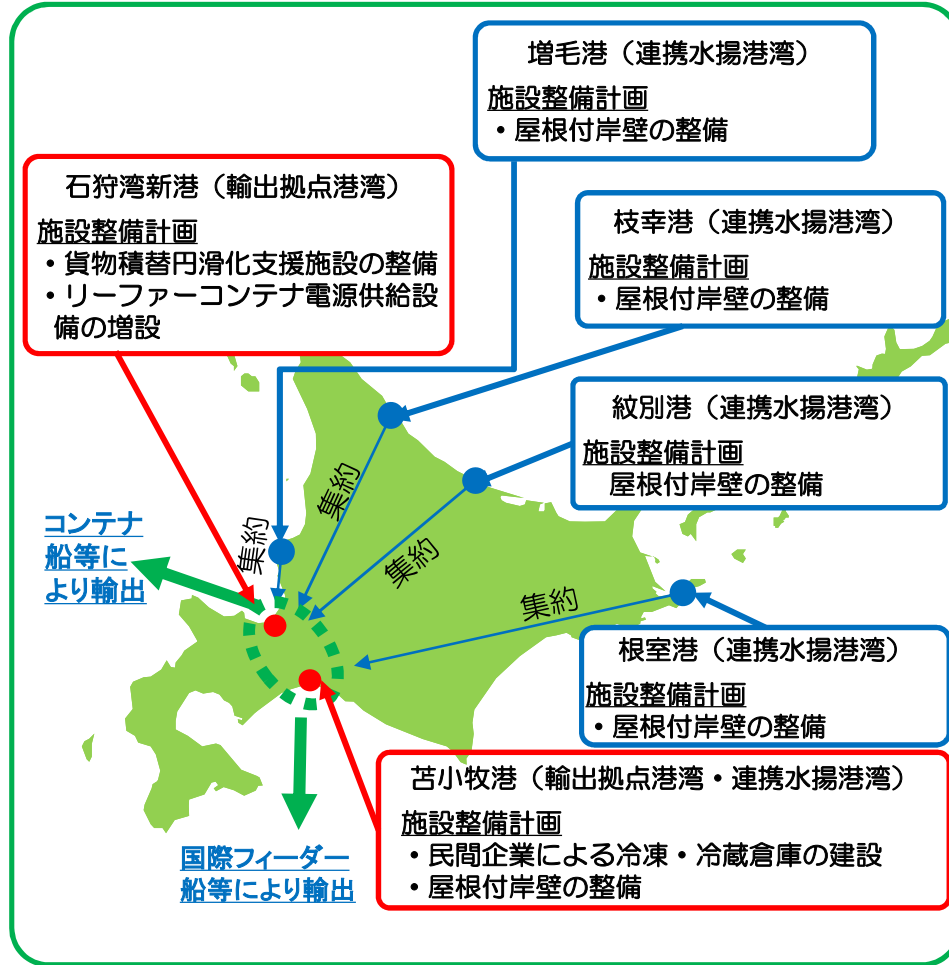 増毛港（連携水揚港湾）
施設整備計画
・屋根付岸壁の整備
石狩湾新港（輸出拠点港湾）
施設整備計画
・貨物積替円滑化支援施設の整備
・リーファーコンテナ電源供給設
備の増設
枝幸港（連携水揚港湾）
施設整備計画
・屋根付岸壁の整備
紋別港（連携水揚港湾）
施設整備計画
屋根付岸壁の整備
集約
集約
集約
集約
コンテナ
船等に
より輸出
根室港（連携水揚港湾）
施設整備計画
・屋根付岸壁の整備
苫小牧港（輸出拠点港湾・連携水揚港湾）
施設整備計画
・民間企業による冷凍・冷蔵倉庫の建設
・屋根付岸壁の整備
国際フィーダー
船等により輸出